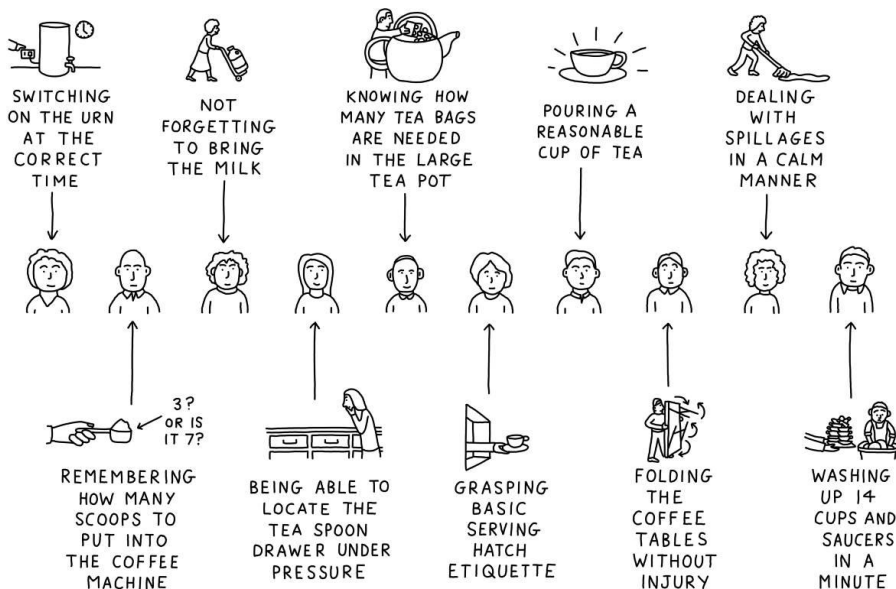 SWITCHING
ON THE URN
AT THE
CORRECT
TIME
NOT
FORGETTING
TO BRING
THE MILK
KNOWING HOW
MANY TEA BAGS
ARE NEEDED
IN THE LARGE
TEA POT
POURING A
REASONABLE
CUP OF TEA
DEALING
WITH
SPILLAGES
IN A CALM
MANNER
3?
OR IS
IT 7?
REMEMBERING
HOW MANY
SCOOPS TO
PUT INTO
THE COFFEE
MACHINE
BEING ABLE TO
LOCATE THE
TEA SPOON
DRAWER UNDER
PRESSURE
GRASPING
BASIC
SERVING
HATCH
ETIQUETTE
FOLDING
THE
COFFEE
TABLES
WITHOUT
INJURY
WASHING
UP 14
CUPS AND
SAUCERS
IN A
MINUTE